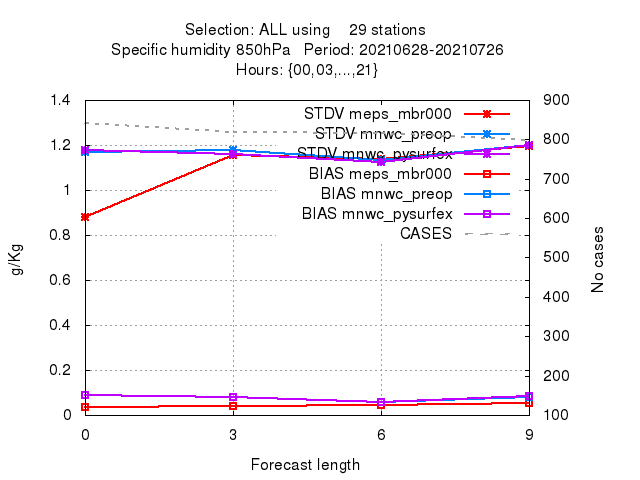 Selection: ALL using 29 stations
Specific humidity 850hPa Period: 20210628-20210726
Hours: {00,03,...,21}
1.4
1.2
1
0.8
0.6
0.4
0.2
0
g/Kg
STDV meps_mbr000
STDV mnwc_preop
STDV mnwc_pysurfex
BIAS meps_mbr000
BIAS mnwc_preop
BIAS mnwc_pysurfex
CASES
900
800
700
600
500
400
300
200
100
No cases
0 3 6 9
Forecast length